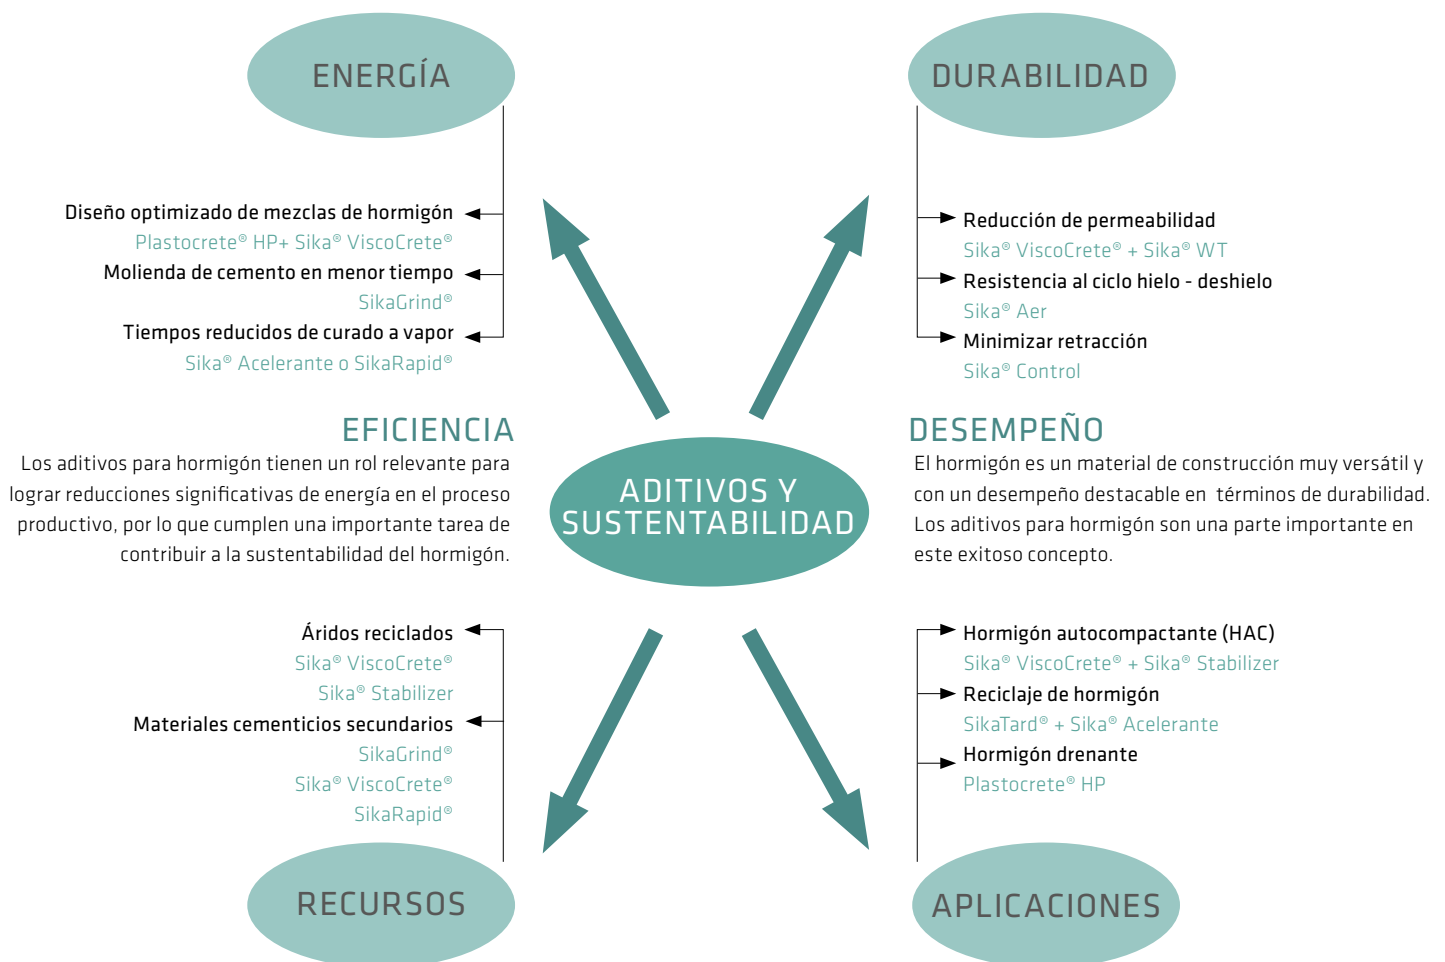 ENERGÍA
Diseño optimizado de mezclas de hormigón
Plastocrete® HP+ Sika® ViscoCrete®
Molienda de cemento en menor tiempo
SikaGrind®
Tiempos reducidos de curado a vapor
Sika® Acelerante o SikaRapid®
DURABILIDAD
Reducción de permeabilidad
Sika® ViscoCrete® + Sika® WT
Resistencia al ciclo hielo - deshielo
Sika® Aer
Minimizar retracción
Sika® Control
EFICIENCIA
Los aditivos para hormigón tienen un rol relevante para
lograr reducciones significativas de energía en el proceso
productivo, por lo que cumplen una importante tarea de
contribuir a la sustentabilidad del hormigón.
ADITIVOS Y
SUSTENTABILIDAD
DESEMPEÑO
El hormigón es un material de construcción muy versátil y
con un desempeño destacable en términos de durabilidad.
Los aditivos para hormigón son una parte importante en
este exitoso concepto.
Áridos reciclados
Sika® ViscoCrete®
Sika® Stabilizer
Materiales cementicios secundarios
SikaGrind®
Sika® ViscoCrete®
SikaRapid®
RECURSOS
Hormigón autocompactante (HAC)
Sika® ViscoCrete® + Sika® Stabilizer
Reciclaje de hormigón
SikaTard® + Sika® Acelerante
Hormigón drenante
Plastocrete® HP
APLICACIONES